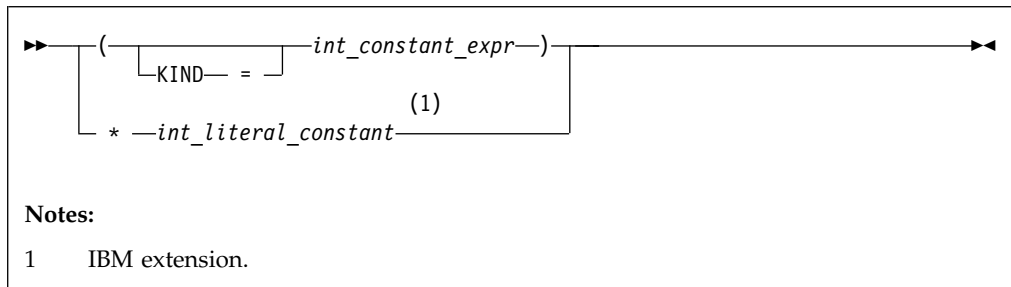 ( int_constant_expr )
KIND =
(1)
* int_literal_constant
Notes:
1 IBM extension.